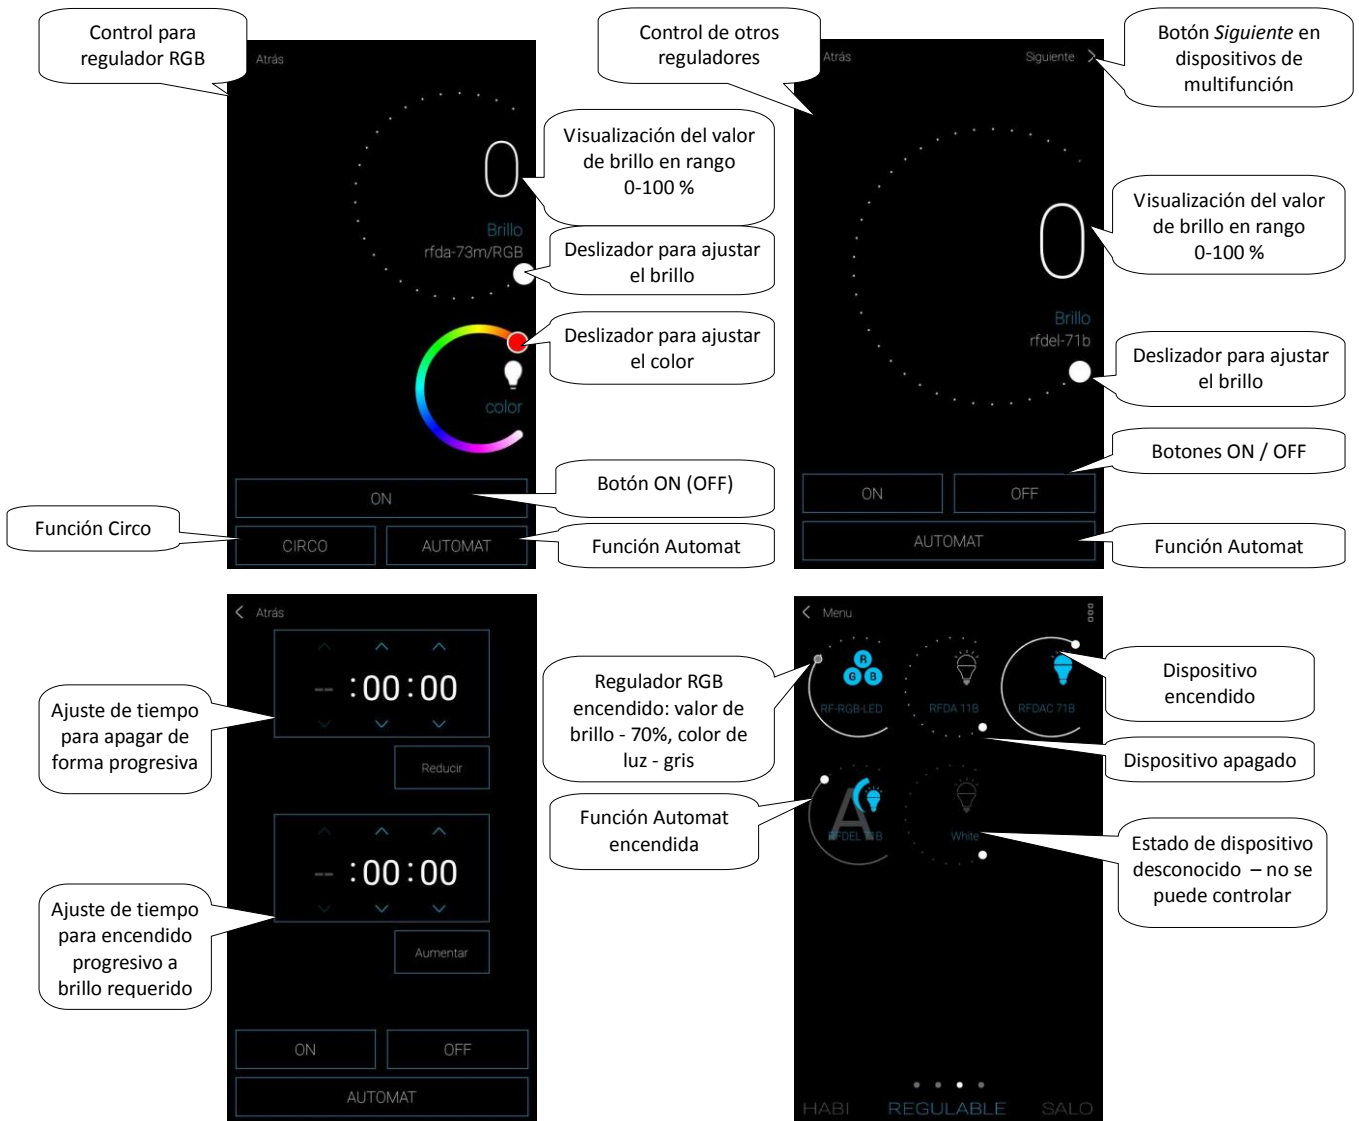 Control para
regulador RGB
Atrás
Visualización del valor
de brillo en rango
0-100 %
0
Brillo
rfda-73m/RGB
Deslizador para ajustar
el brillo
Deslizador para ajustar
el color
color
ON
Botón ON (OFF)
Función Circo
CIRCO
AUTOMAT
Función Automat
Control de otros
reguladores
Atrás
Siguiente
Botón Siguiente en
dispositivos de
multifunción
0
Visualización del valor
de brillo en rango
0-100 %
Brillo
rfdel-71b
Deslizador para ajustar
el brillo
Botones ON / OFF
ON
OFF
AUTOMAT
Función Automat
Atrás
-- :00:00
Ajuste de tiempo
para apagar de
forma progresiva
Reducir
-- :00:00
Ajuste de tiempo
para encendido
progresivo a
brillo requerido
Aumentar
ON
OFF
AUTOMAT
Menu
Regulador RGB
encendido: valor de
brillo - 70%, color de
luz - gris
R
G B
RF-RGB-LED
RFDA 11B
RFDAC 71B
Dispositivo
encendido
Dispositivo apagado
Función Automat
encendida
A
RFDEL 71B
White
Estado de dispositivo
desconocido – no se
puede controlar
HABI
REGULABLE
SALO